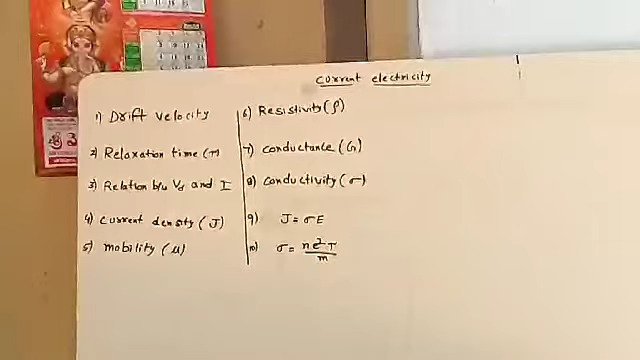 current electricity
1) Drift velocity
2) Relaxation time (τ)
3) Relation b/w Vd and I
4) current density (J)
5) mobility (μ)
6) Resistivity (ρ)
7) conductance (G)
8) conductivity (σ)
9) J = σE
10) σ = ne²τ/m